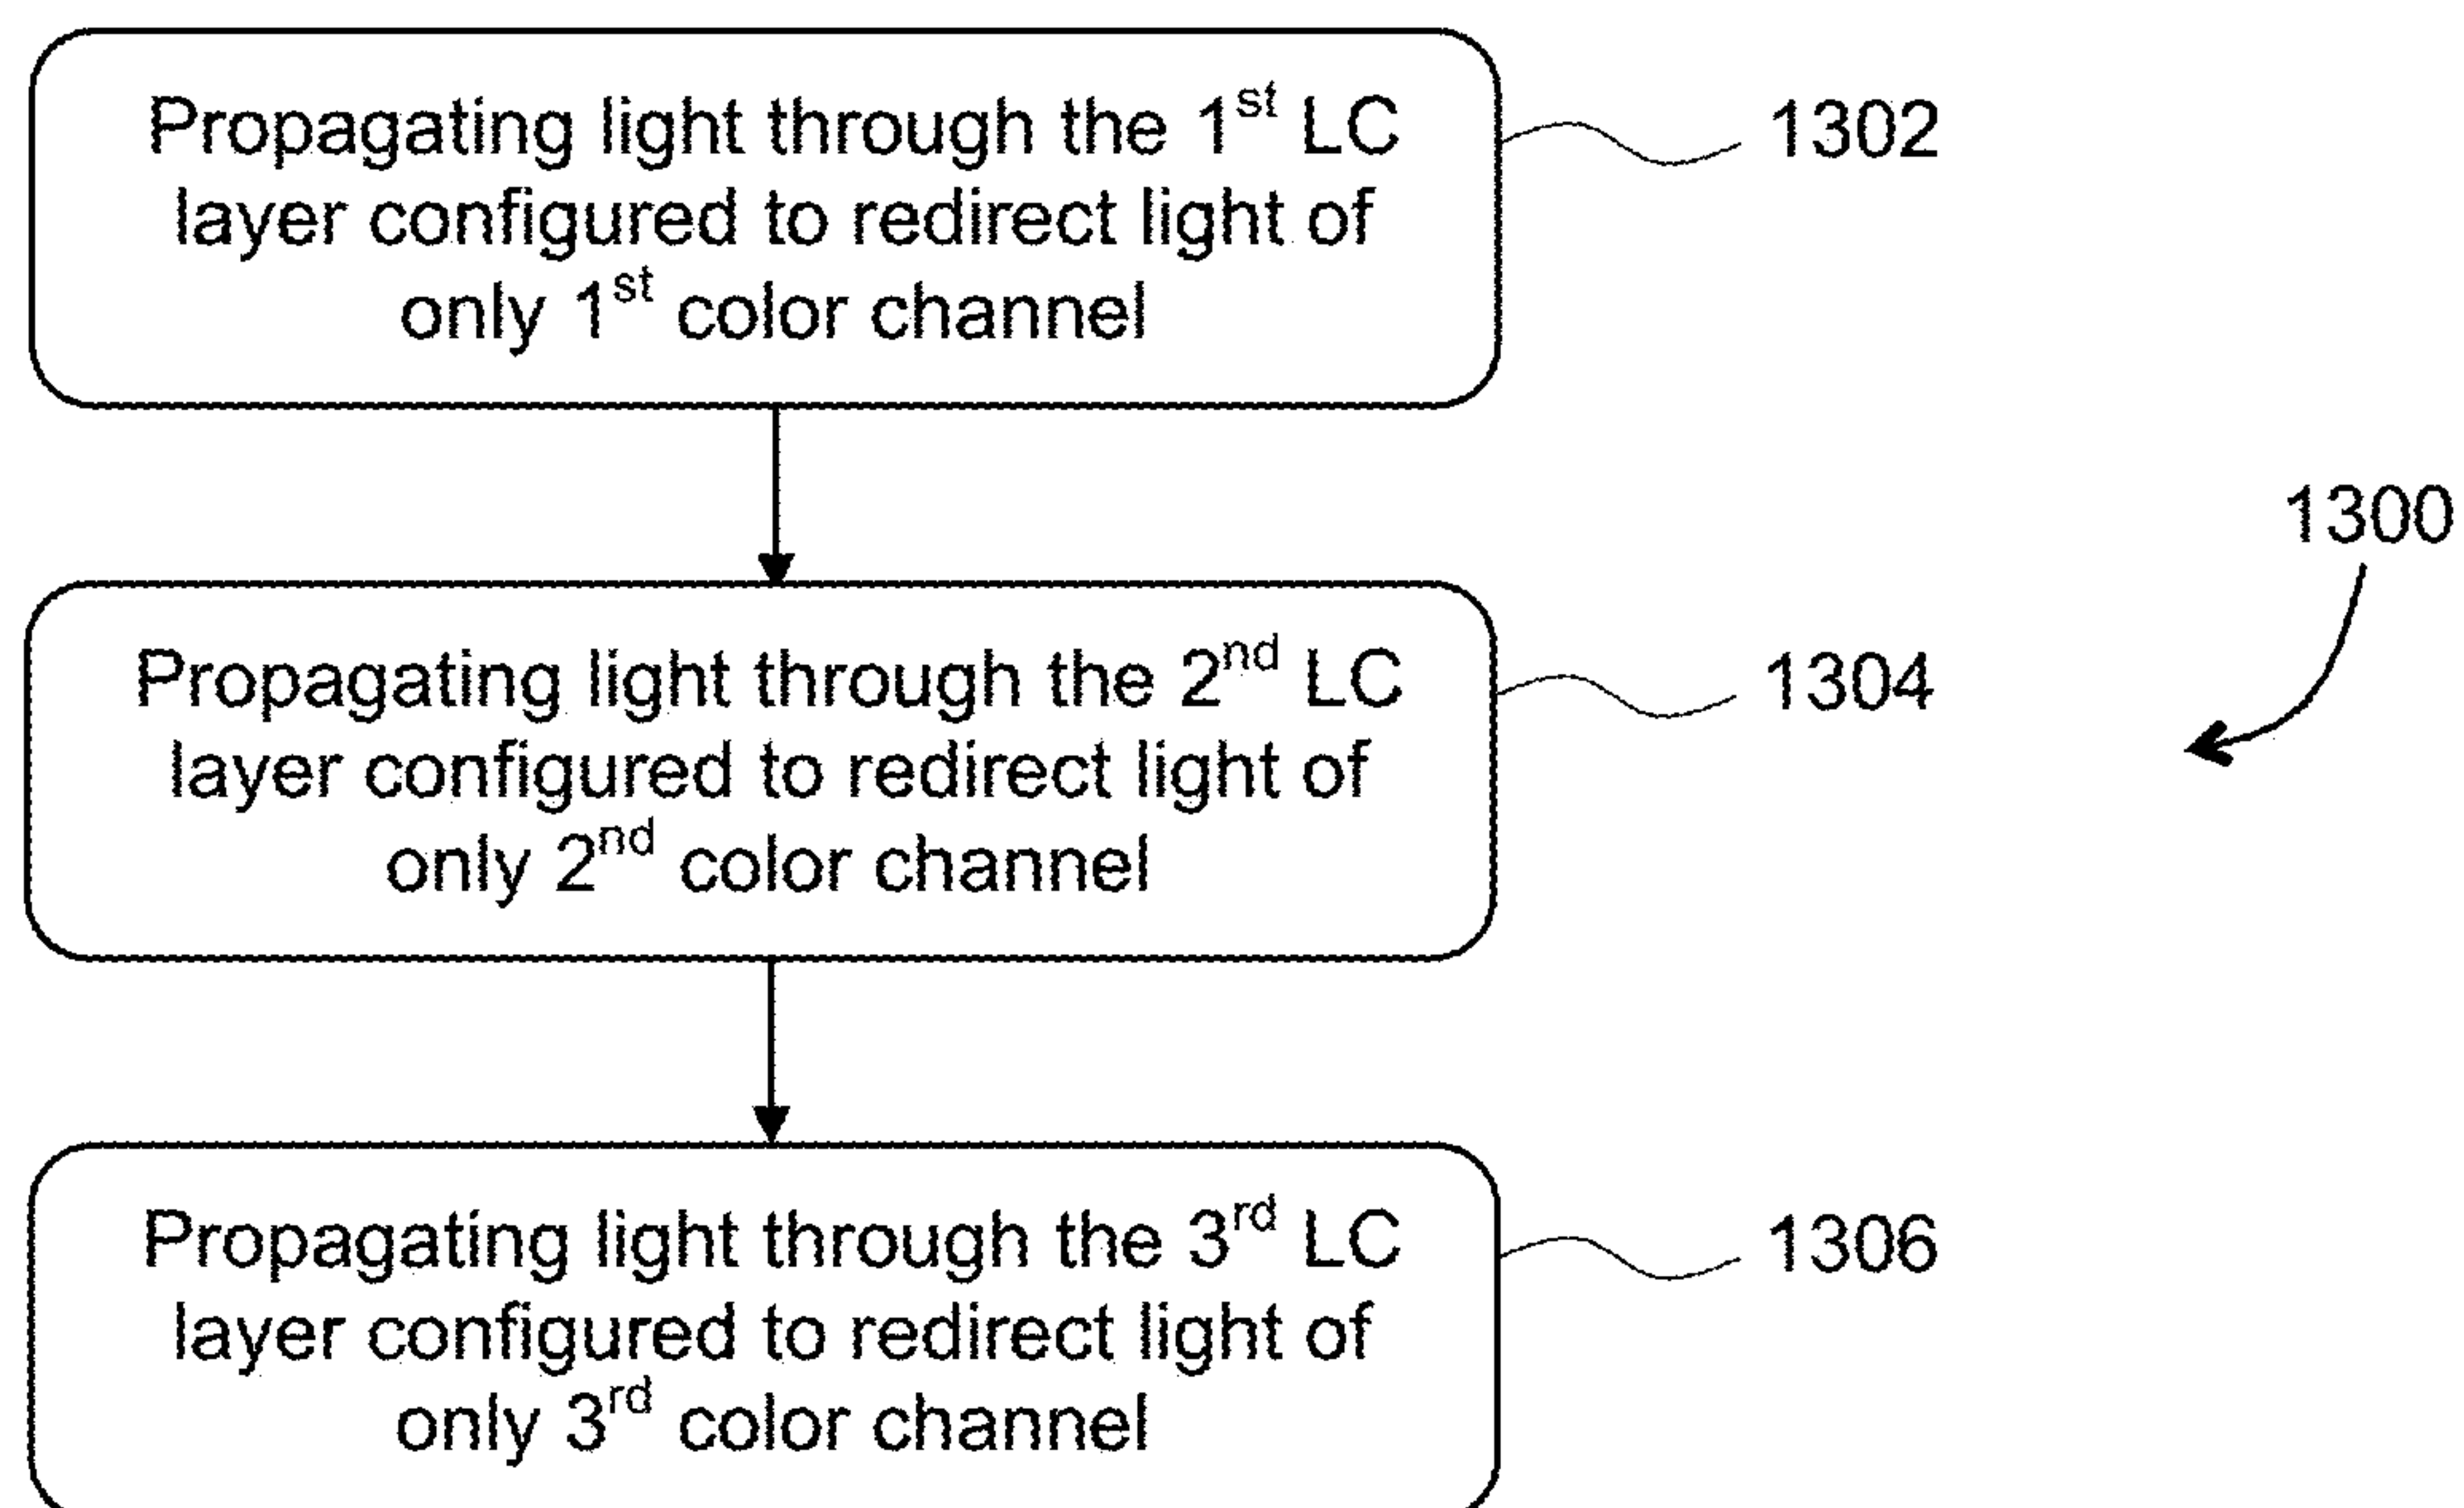 Propagating light through the 1st LC
layer configured to redirect light of
only 1st color channel
1302
1300
Propagating light through the 2nd LC
layer configured to redirect light of
only 2nd color channel
1304
Propagating light through the 3rd LC
layer configured to redirect light of
only 3rd color channel
1306